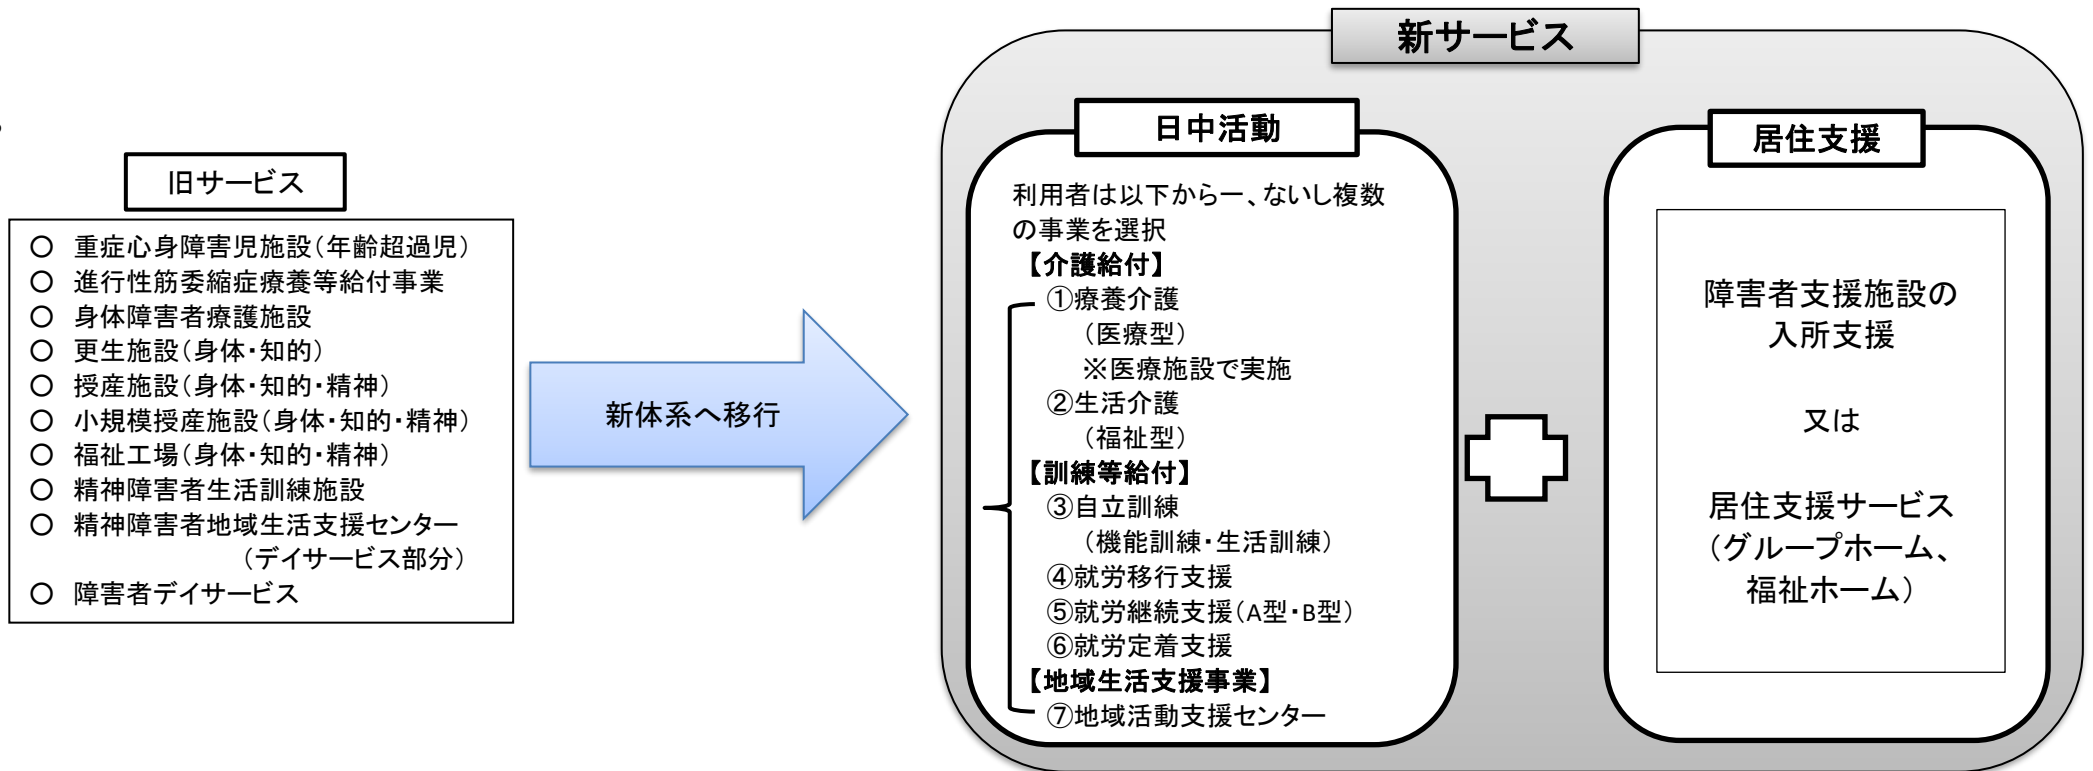 旧サービス
○ 重症心身障害児施設(年齢超過児)
○ 進行性筋委縮症療養等給付事業
○ 身体障害者療護施設
○ 更生施設(身体・知的)
○ 授産施設(身体・知的・精神)
○ 小規模授産施設(身体・知的・精神)
○ 福祉工場(身体・知的・精神)
○ 精神障害者生活訓練施設
○ 精神障害者地域生活支援センター
(デイサービス部分)
○ 障害者デイサービス
新体系へ移行
新サービス
日中活動
利用者は以下から一、ないし複数
の事業を選択
【介護給付】
①療養介護
(医療型)
※医療施設で実施
②生活介護
(福祉型)
【訓練等給付】
③自立訓練
(機能訓練・生活訓練)
④就労移行支援
⑤就労継続支援(A型・B型)
⑥就労定着支援
【地域生活支援事業】
⑦地域活動支援センター
居住支援
障害者支援施設の
入所支援
又は
居住支援サービス
(グループホーム、
福祉ホーム)